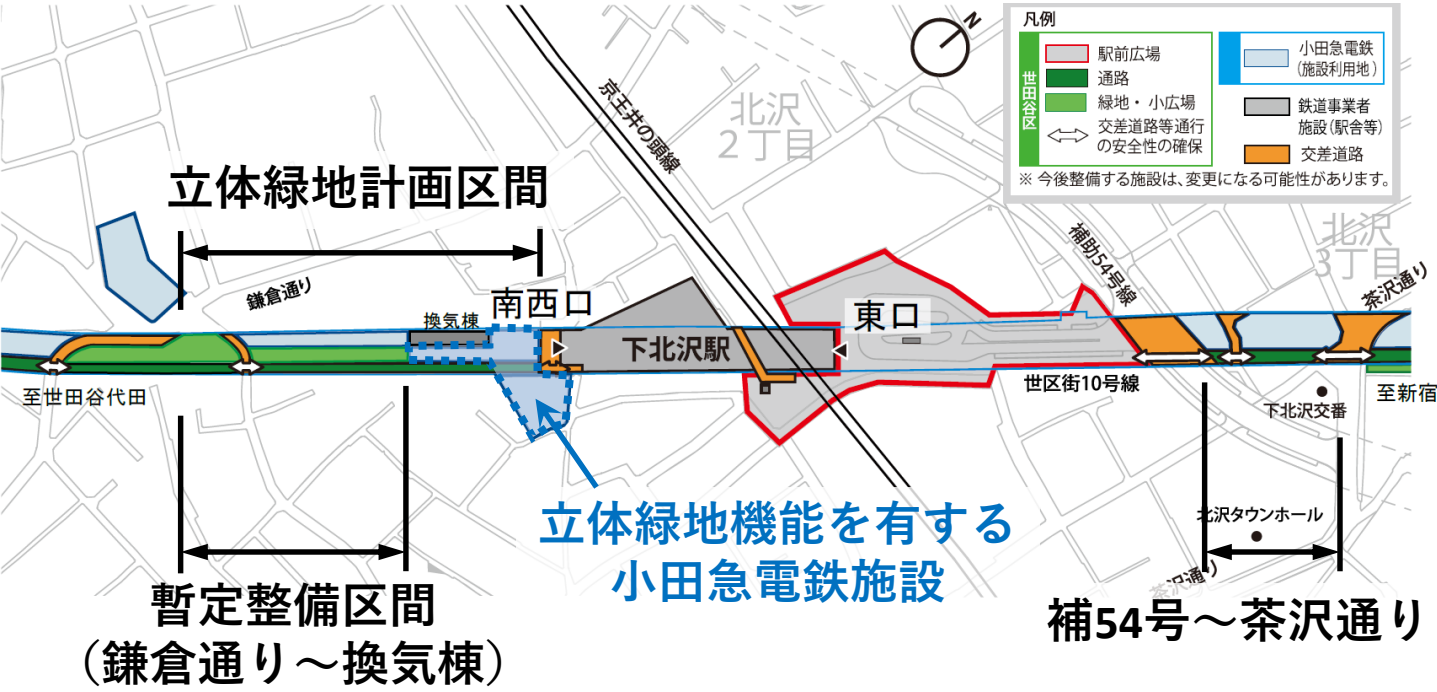 凡例
世田谷区
駅前広場
通路
緑地・小広場
交差道路等通行
の安全性の確保
小田急電鉄
(施設利用地)
鉄道事業者
施設(駅舎等)
交差道路
※ 今後整備する施設は、変更になる可能性があります。
N
京王井の頭線
北沢
2丁目
立体緑地計画区間
北沢
3丁目
補助54号線
茶沢通り
鎌倉通り
換気棟
南西口
東口
下北沢駅
至世田谷代田
世区街10号線
下北沢交番
至新宿
立体緑地機能を有する
小田急電鉄施設
北沢タウンホール
茶沢通り
暫定整備区間
(鎌倉通り~換気棟)
補54号~茶沢通り